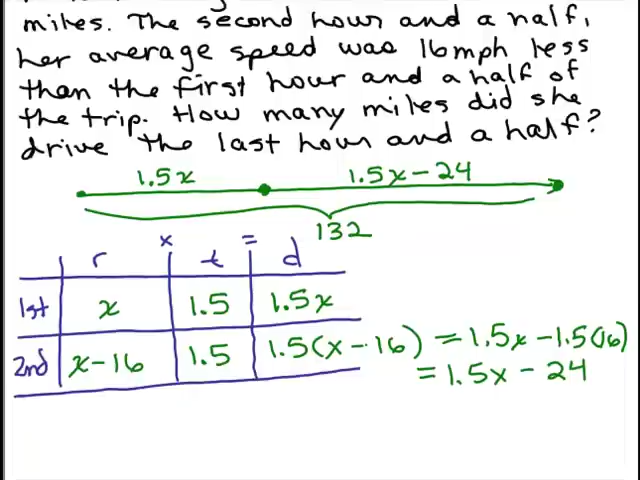 miles. The second hour and a half,
her average speed was 16mph less
than the first hour and a half of
the trip. How many miles did she
drive the last hour and a half?
1.5x 1.5x - 24
132
r x t = d
1st x 1.5 1.5x
2nd x - 16 1.5 1.5(x - 16) = 1.5x - 1.5(16)
= 1.5x - 24